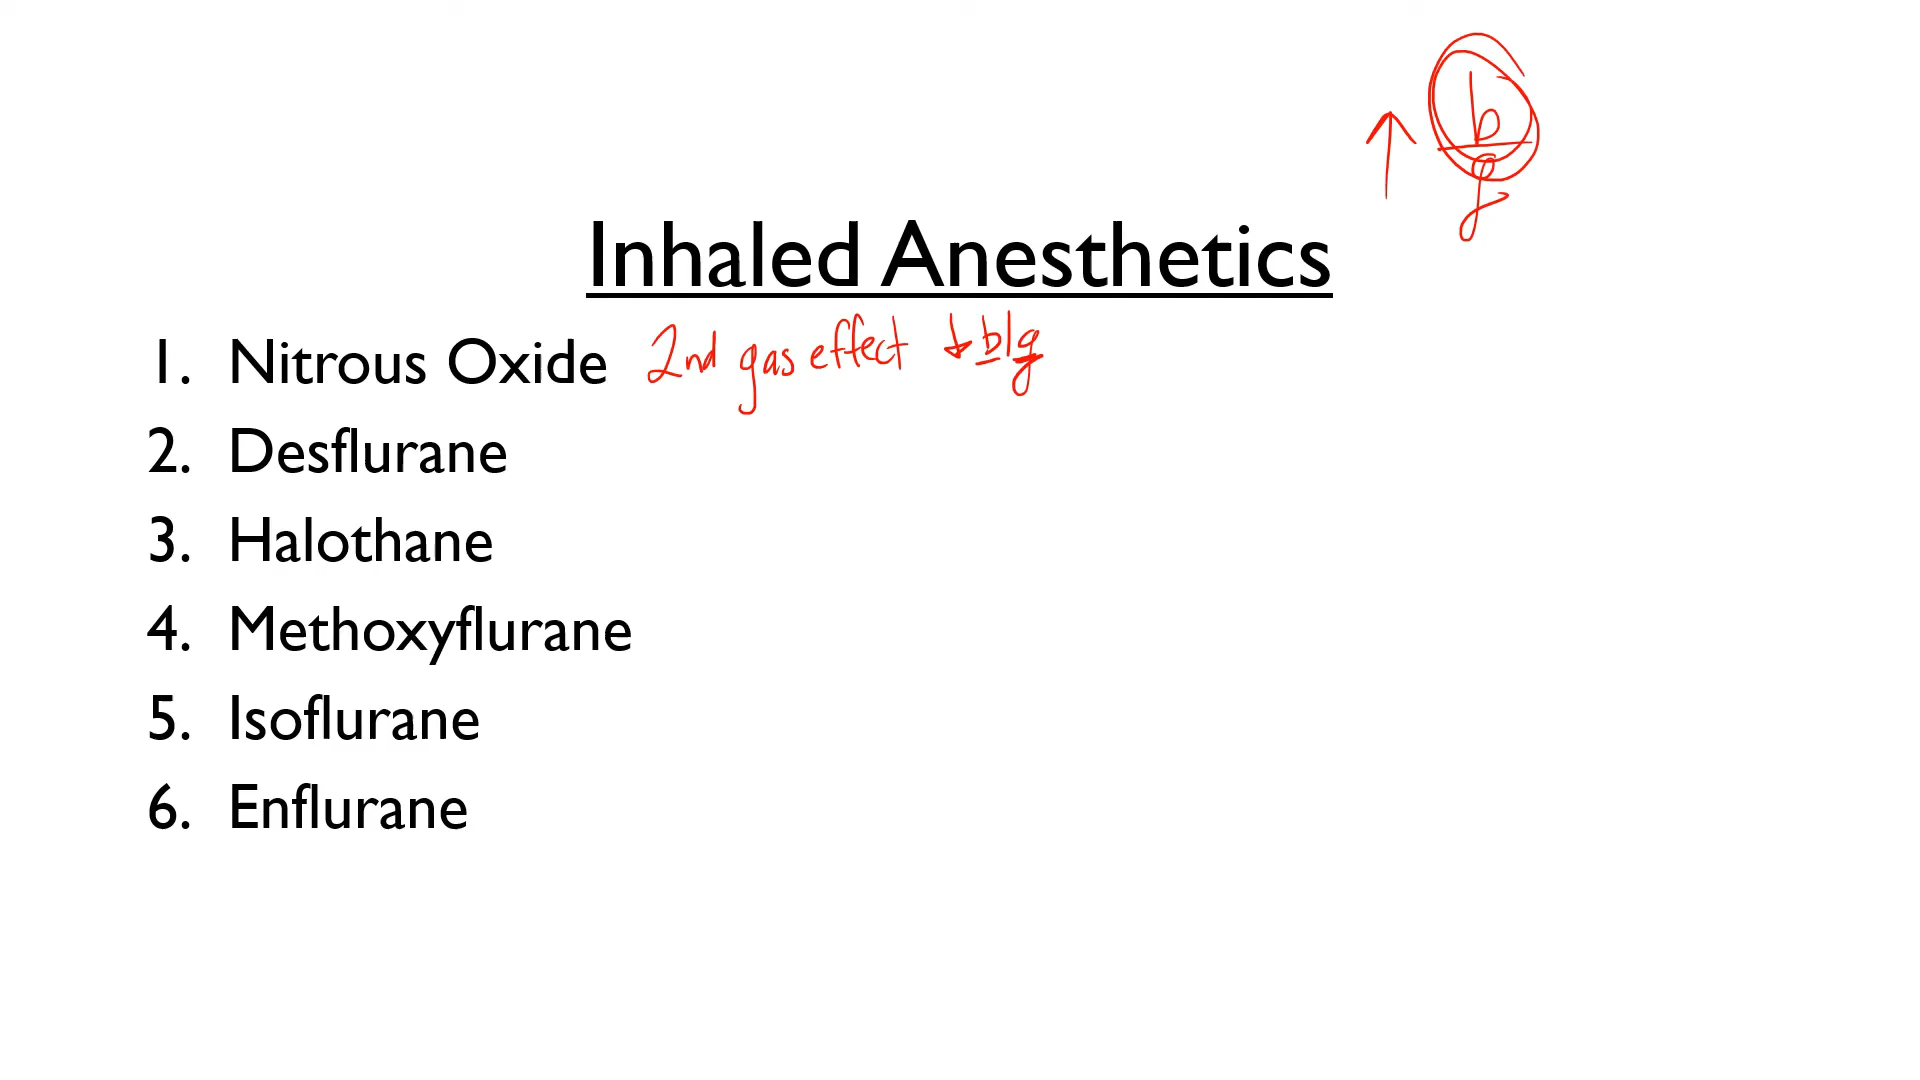 ↑ b
g
Inhaled Anesthetics
1. Nitrous Oxide 2nd gas effect ↓ b/g
2. Desflurane
3. Halothane
4. Methoxyflurane
5. Isoflurane
6. Enflurane